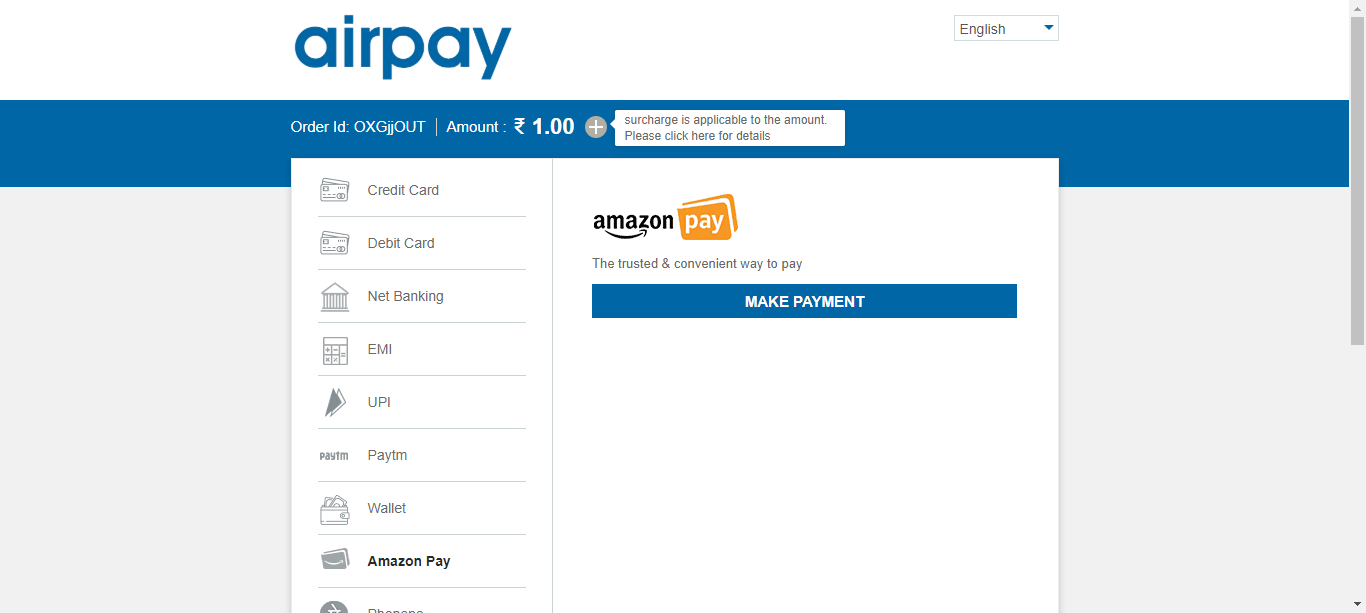 airpay
English
Order Id: OXGjjOUT
Amount : ₹ 1.00
surcharge is applicable to the amount.
Please click here for details
Credit Card
Debit Card
Net Banking
EMI
UPI
Paytm
Paytm
Wallet
Amazon Pay
Phonepe
amazon pay
The trusted & convenient way to pay
MAKE PAYMENT